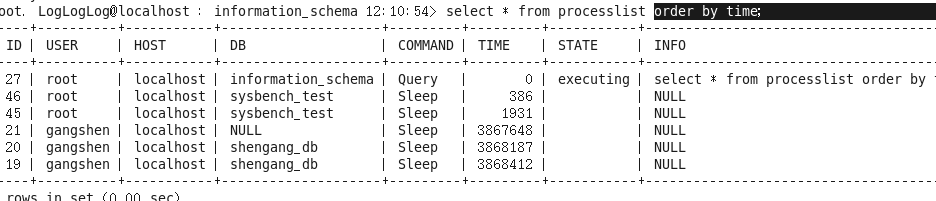 oot. LogLogLog@localhost : information_schema 12:10:54> select * from processlist order by time;
ID | USER | HOST | DB | COMMAND | TIME | STATE | INFO
27 | root | localhost | information_schema | Query | 0 | executing | select * from processlist order by
46 | root | localhost | sysbench_test | Sleep | 386 | | NULL
45 | root | localhost | sysbench_test | Sleep | 1931 | | NULL
21 | gangshen | localhost | NULL | Sleep | 3867648 | | NULL
20 | gangshen | localhost | shengang_db | Sleep | 3868187 | | NULL
19 | gangshen | localhost | shengang_db | Sleep | 3868412 | | NULL
rows in set (0.00 sec)